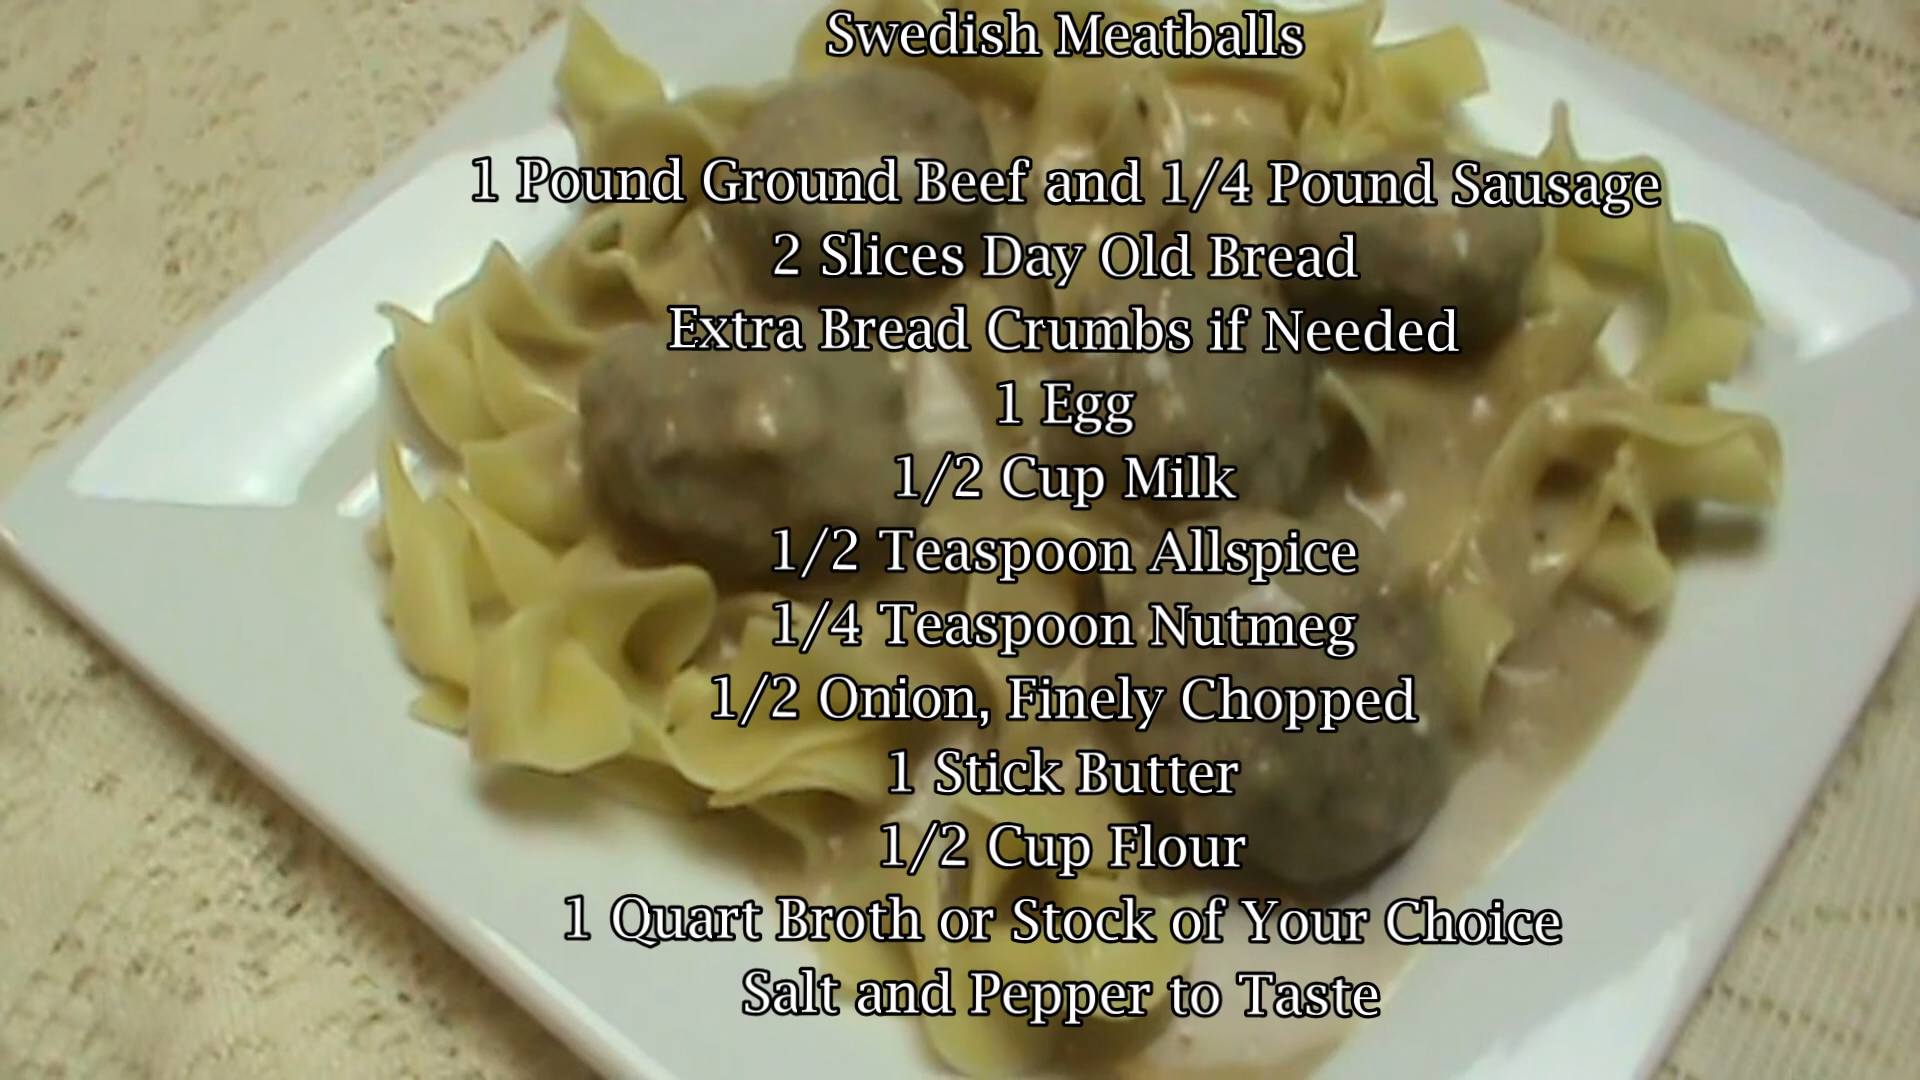 Swedish Meatballs
1 Pound Ground Beef and 1/4 Pound Sausage
2 Slices Day Old Bread
Extra Bread Crumbs if Needed
1 Egg
1/2 Cup Milk
1/2 Teaspoon Allspice
1/4 Teaspoon Nutmeg
1/2 Onion, Finely Chopped
1 Stick Butter
1/2 Cup Flour
1 Quart Broth or Stock of Your Choice
Salt and Pepper to Taste